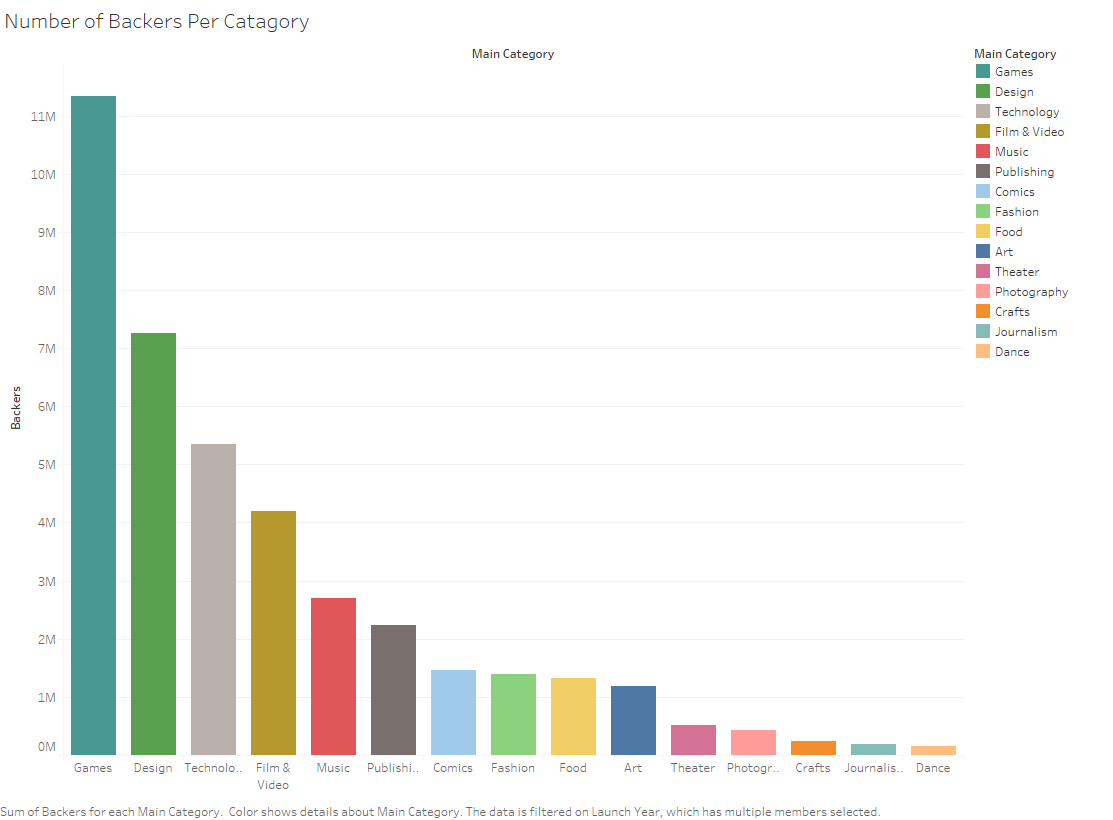 Number of Backers Per Catagory
Main Category
Main Category
Games
Design
Technology
Film & Video
Music
Publishing
Comics
Fashion
Food
Art
Theater
Photography
Crafts
Journalism
Dance
Backers
11M
10M
9M
8M
7M
6M
5M
4M
3M
2M
1M
0M
Games Design Technolo.. Film & Music Publishi.. Comics Fashion Food Art Theater Photogr.. Crafts Journalis.. Dance
Video
Sum of Backers for each Main Category. Color shows details about Main Category. The data is filtered on Launch Year, which has multiple members selected.